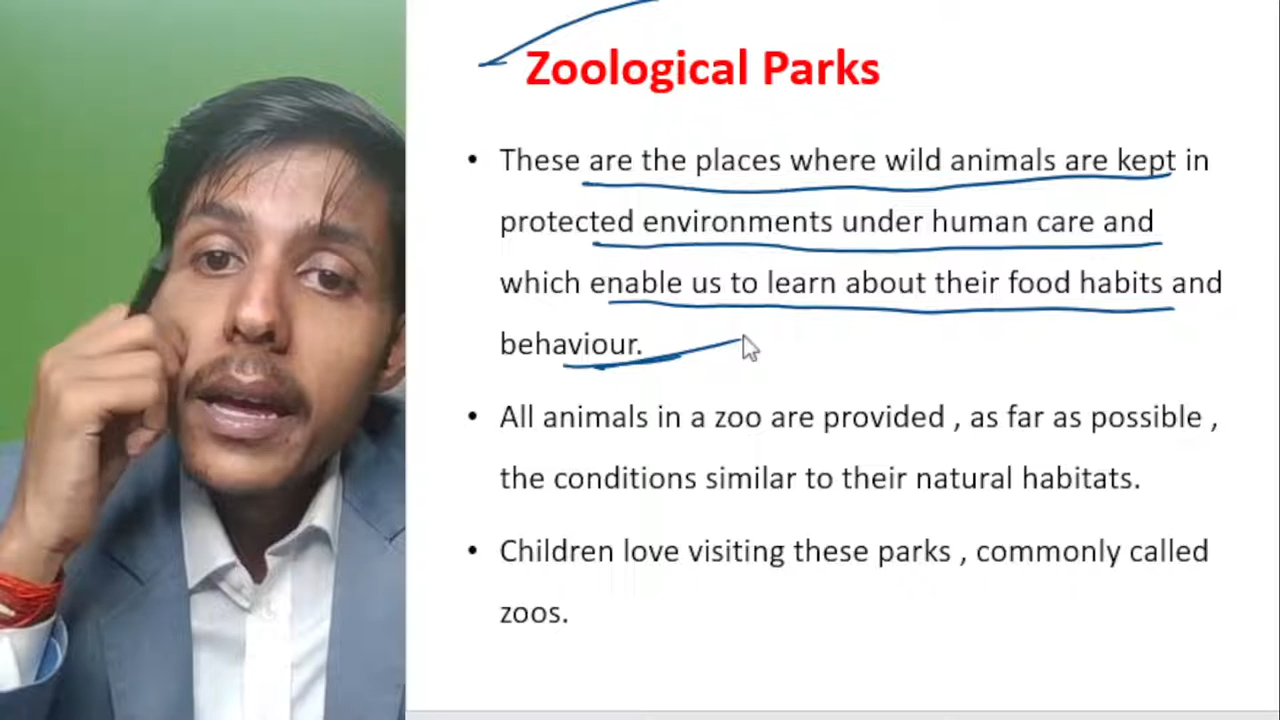 Zoological Parks
• These are the places where wild animals are kept in
protected environments under human care and
which enable us to learn about their food habits and
behaviour.
• All animals in a zoo are provided , as far as possible ,
the conditions similar to their natural habitats.
• Children love visiting these parks , commonly called
zoos.